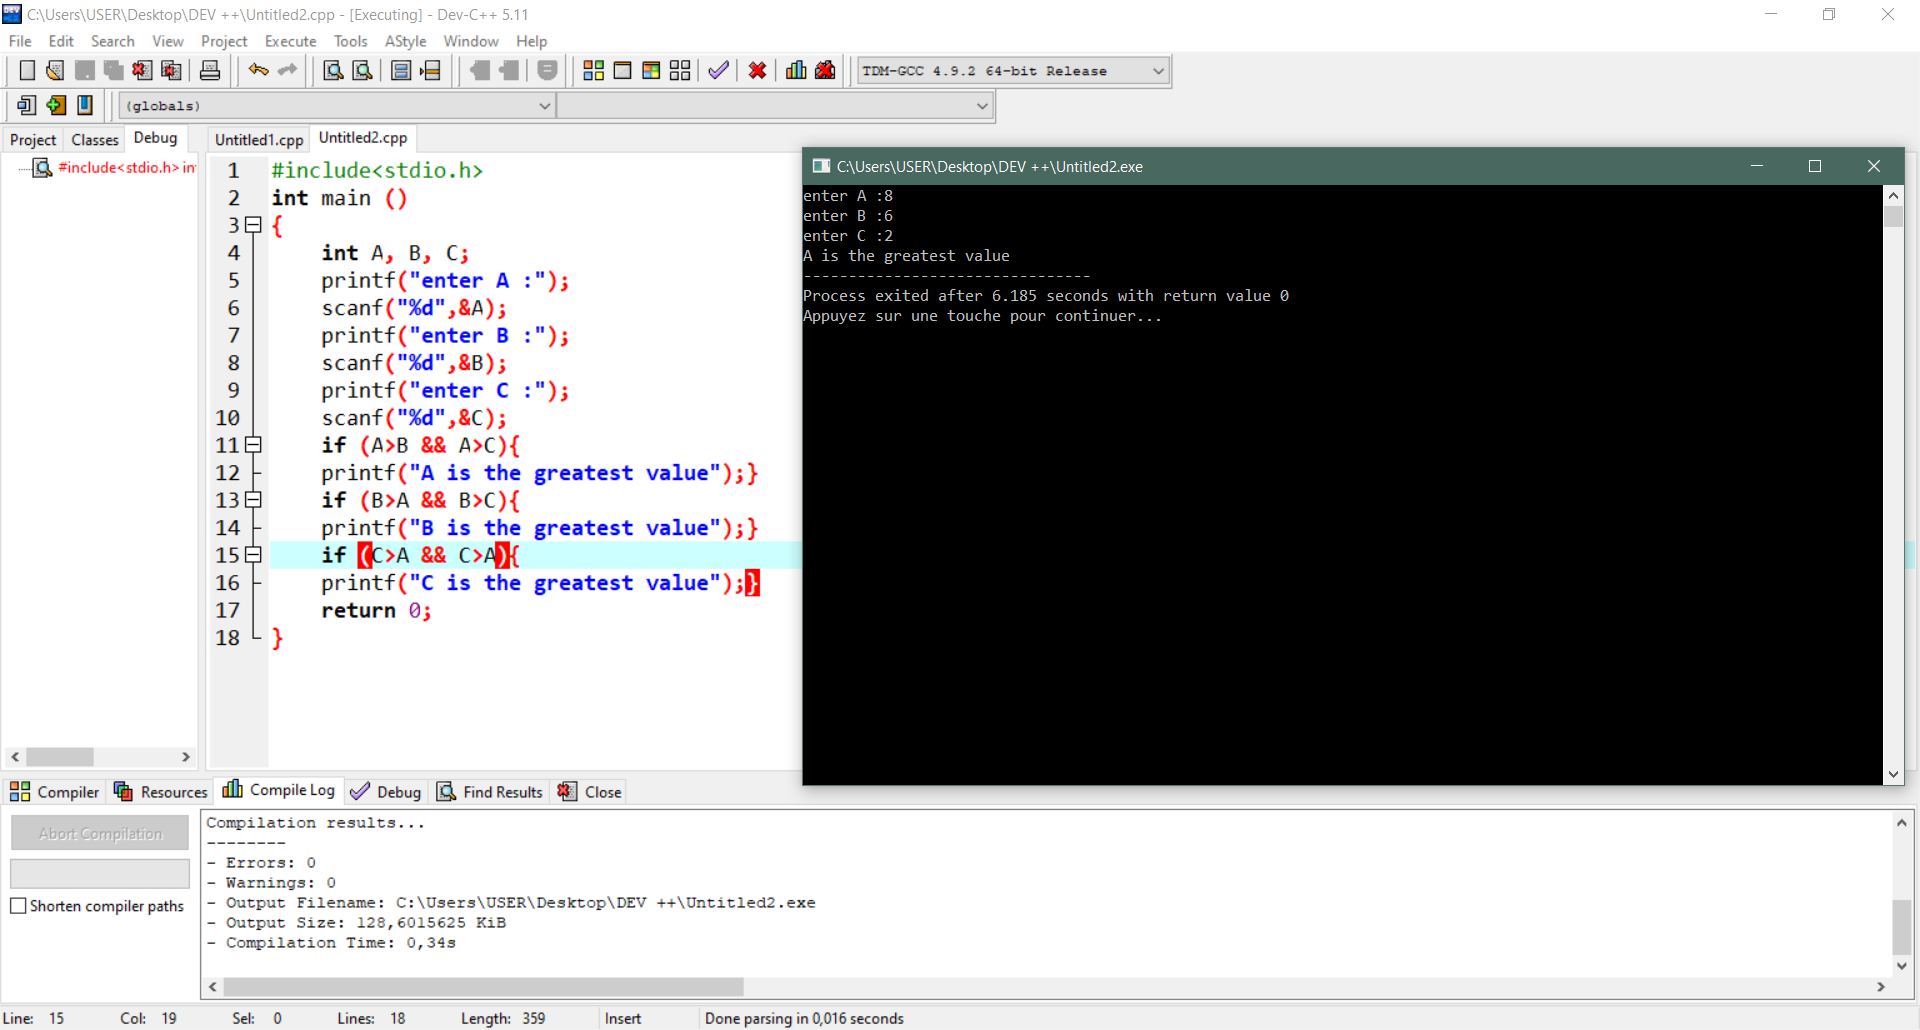 C:\Users\USER\Desktop\DEV ++\Untitled2.cpp - [Executing] - Dev-C++ 5.11
File Edit Search View Project Execute Tools AStyle Window Help
TDM-GCC 4.9.2 64-bit Release
(globals)
Project Classes Debug Untitled1.cpp Untitled2.cpp
#include<stdio.h> in
1 #include<stdio.h>
2 int main ()
3 {
4 int A, B, C;
5 printf("enter A :");
6 scanf("%d",&A);
7 printf("enter B :");
8 scanf("%d",&B);
9 printf("enter C :");
10 scanf("%d",&C);
11 if (A>B && A>C){
12 printf("A is the greatest value");}
13 if (B>A && B>C){
14 printf("B is the greatest value");}
15 if (C>A && C>A){
16 printf("C is the greatest value");}
17 return 0;
18 }
C:\Users\USER\Desktop\DEV ++\Untitled2.exe
enter A :8
enter B :6
enter C :2
A is the greatest value
--------------------------------
Process exited after 6.185 seconds with return value 0
Appuyez sur une touche pour continuer...
Compiler Resources Compile Log Debug Find Results Close
Abort Compilation
Shorten compiler paths
Compilation results...
--------
- Errors: 0
- Warnings: 0
- Output Filename: C:\Users\USER\Desktop\DEV ++\Untitled2.exe
- Output Size: 128,6015625 KiB
- Compilation Time: 0,34s
Line: 15 Col: 19 Sel: 0 Lines: 18 Length: 359 Insert Done parsing in 0,016 seconds